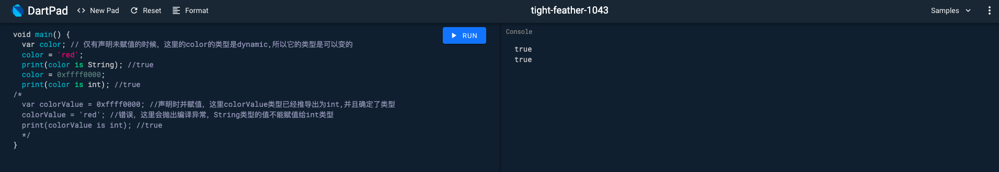 DartPad <> New Pad Reset Format tight-feather-1043 Samples
void main() {
RUN
Console
var color; // 仅有声明未赋值的时候，这里的color的类型是dynamic,所以它的类型是可以变的
color = 'red';
true
print(color is String); //true
true
color = 0xffff0000;
print(color is int); //true
/*
var colorValue = 0xffff0000; //声明时并赋值，这里colorValue类型已经推导出为int,并且确定了类型
colorValue = 'red'; //错误，这里会抛出编译异常，String类型的值不能赋值给int类型
print(colorValue is int); //true
*/
}